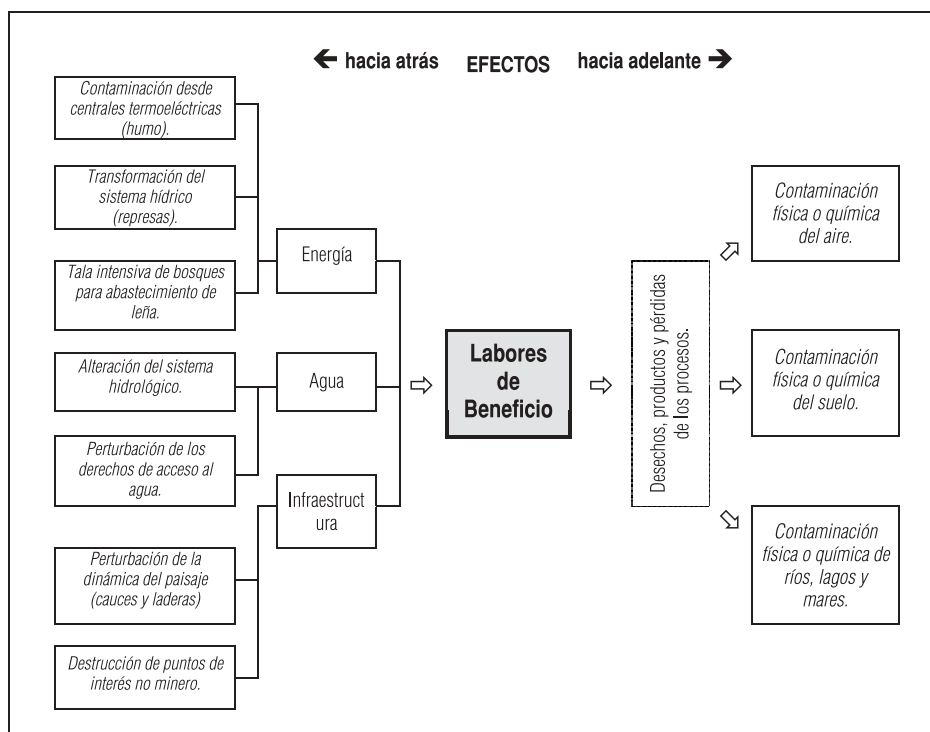 ← hacia atrás EFECTOS hacia adelante →
Contaminación desde
centrales termoeléctricas
(humo).
Transformación del
sistema hídrico
(represas).
Tala intensiva de bosques
para abastecimiento de
leña.
Alteración del sistema
hidrológico.
Perturbación de los
derechos de acceso al
agua.
Perturbación de la
dinámica del paisaje
(cauces y laderas)
Destrucción de puntos de
interés no minero.
Energía
Agua
Infraestruct
ura
Labores
de
Beneficio
Desechos, productos y pérdidas
de los procesos.
Contaminación
física o química
del aire.
Contaminación
física o química
del suelo.
Contaminación
física o química de
ríos, lagos y
mares.